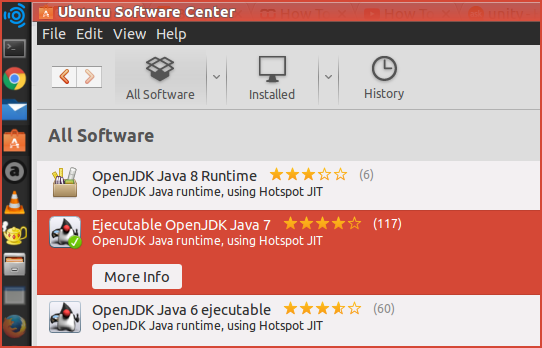 Ubuntu Software Center
File Edit View Help
All Software
Installed
History
All Software
OpenJDK Java 8 Runtime (6)
OpenJDK Java runtime, using Hotspot JIT
Ejecutable OpenJDK Java 7 (117)
OpenJDK Java runtime, using Hotspot JIT
More Info
OpenJDK Java 6 ejecutable (60)
OpenJDK Java runtime, using Hotspot JIT